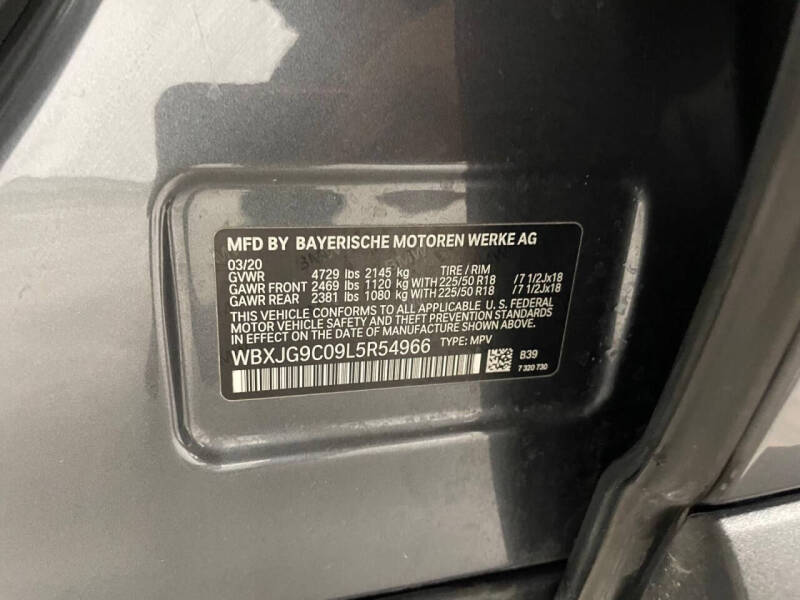 MFD BY BAYERISCHE MOTOREN WERKE AG
03/20
GVWR 4729 lbs 2145 kg TIRE / RIM
GAWR FRONT 2469 lbs 1120 kg WITH 225/50 R18 /7 1/2Jx18
GAWR REAR 2381 lbs 1080 kg WITH 225/50 R18 /7 1/2Jx18
THIS VEHICLE CONFORMS TO ALL APPLICABLE U. S. FEDERAL
MOTOR VEHICLE SAFETY AND THEFT PREVENTION STANDARDS
IN EFFECT ON THE DATE OF MANUFACTURE SHOWN ABOVE.
WBXJG9C09L5R54966 TYPE: MPV
B39
7 320 730